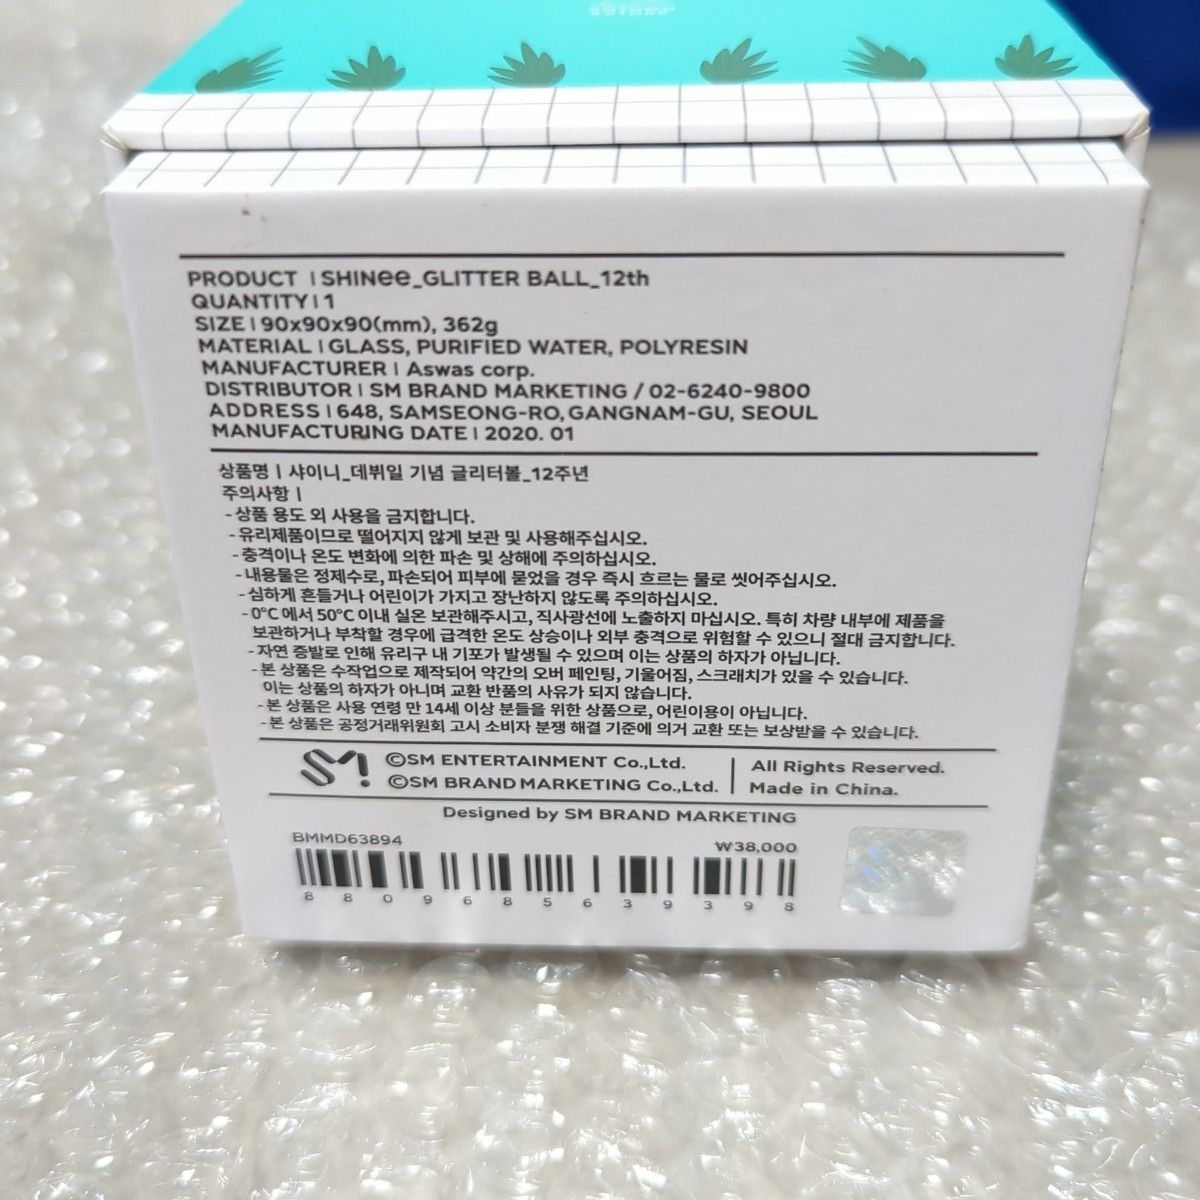 PRODUCT | SHINee_GLITTER BALL_12th
QUANTITY | 1
SIZE | 90x90x90(mm), 362g
MATERIAL | GLASS, PURIFIED WATER, POLYRESIN
MANUFACTURER | Aswas corp.
DISTRIBUTOR | SM BRAND MARKETING / 02-6240-9800
ADDRESS | 648, SAMSEONG-RO, GANGNAM-GU, SEOUL
MANUFACTURING DATE | 2020. 01
상품명 | 샤이니_데뷔일 기념 글리터볼_12주년
주의사항 |
- 상품 용도 외 사용을 금지합니다.
- 유리제품이므로 떨어지지 않게 보관 및 사용해주십시오.
- 충격이나 온도 변화에 의한 파손 및 상해에 주의하십시오.
- 내용물은 정제수로, 파손되어 피부에 묻었을 경우 즉시 흐르는 물로 씻어주십시오.
- 심하게 흔들거나 어린이가 가지고 장난하지 않도록 주의하십시오.
- 0℃ 에서 50℃ 이내 실온 보관해주시고, 직사광선에 노출하지 마십시오. 특히 차량 내부에 제품을
보관하거나 부착할 경우에 급격한 온도 상승이나 외부 충격으로 위험할 수 있으니 절대 금지합니다.
- 자연 증발로 인해 유리구 내 기포가 발생될 수 있으며 이는 상품의 하자가 아닙니다.
- 본 상품은 수작업으로 제작되어 약간의 오버 페인팅, 기울어짐, 스크래치가 있을 수 있습니다.
이는 상품의 하자가 아니며 교환 반품의 사유가 되지 않습니다.
- 본 상품은 사용 연령 만 14세 이상 분들을 위한 상품으로, 어린이용이 아닙니다.
- 본 상품은 공정거래위원회 고시 소비자 분쟁 해결 기준에 의거 교환 또는 보상받을 수 있습니다.
SM!
©SM ENTERTAINMENT Co.,Ltd.
©SM BRAND MARKETING Co.,Ltd.
All Rights Reserved.
Made in China.
Designed by SM BRAND MARKETING
BMMD63894
₩38,000
8809685639398